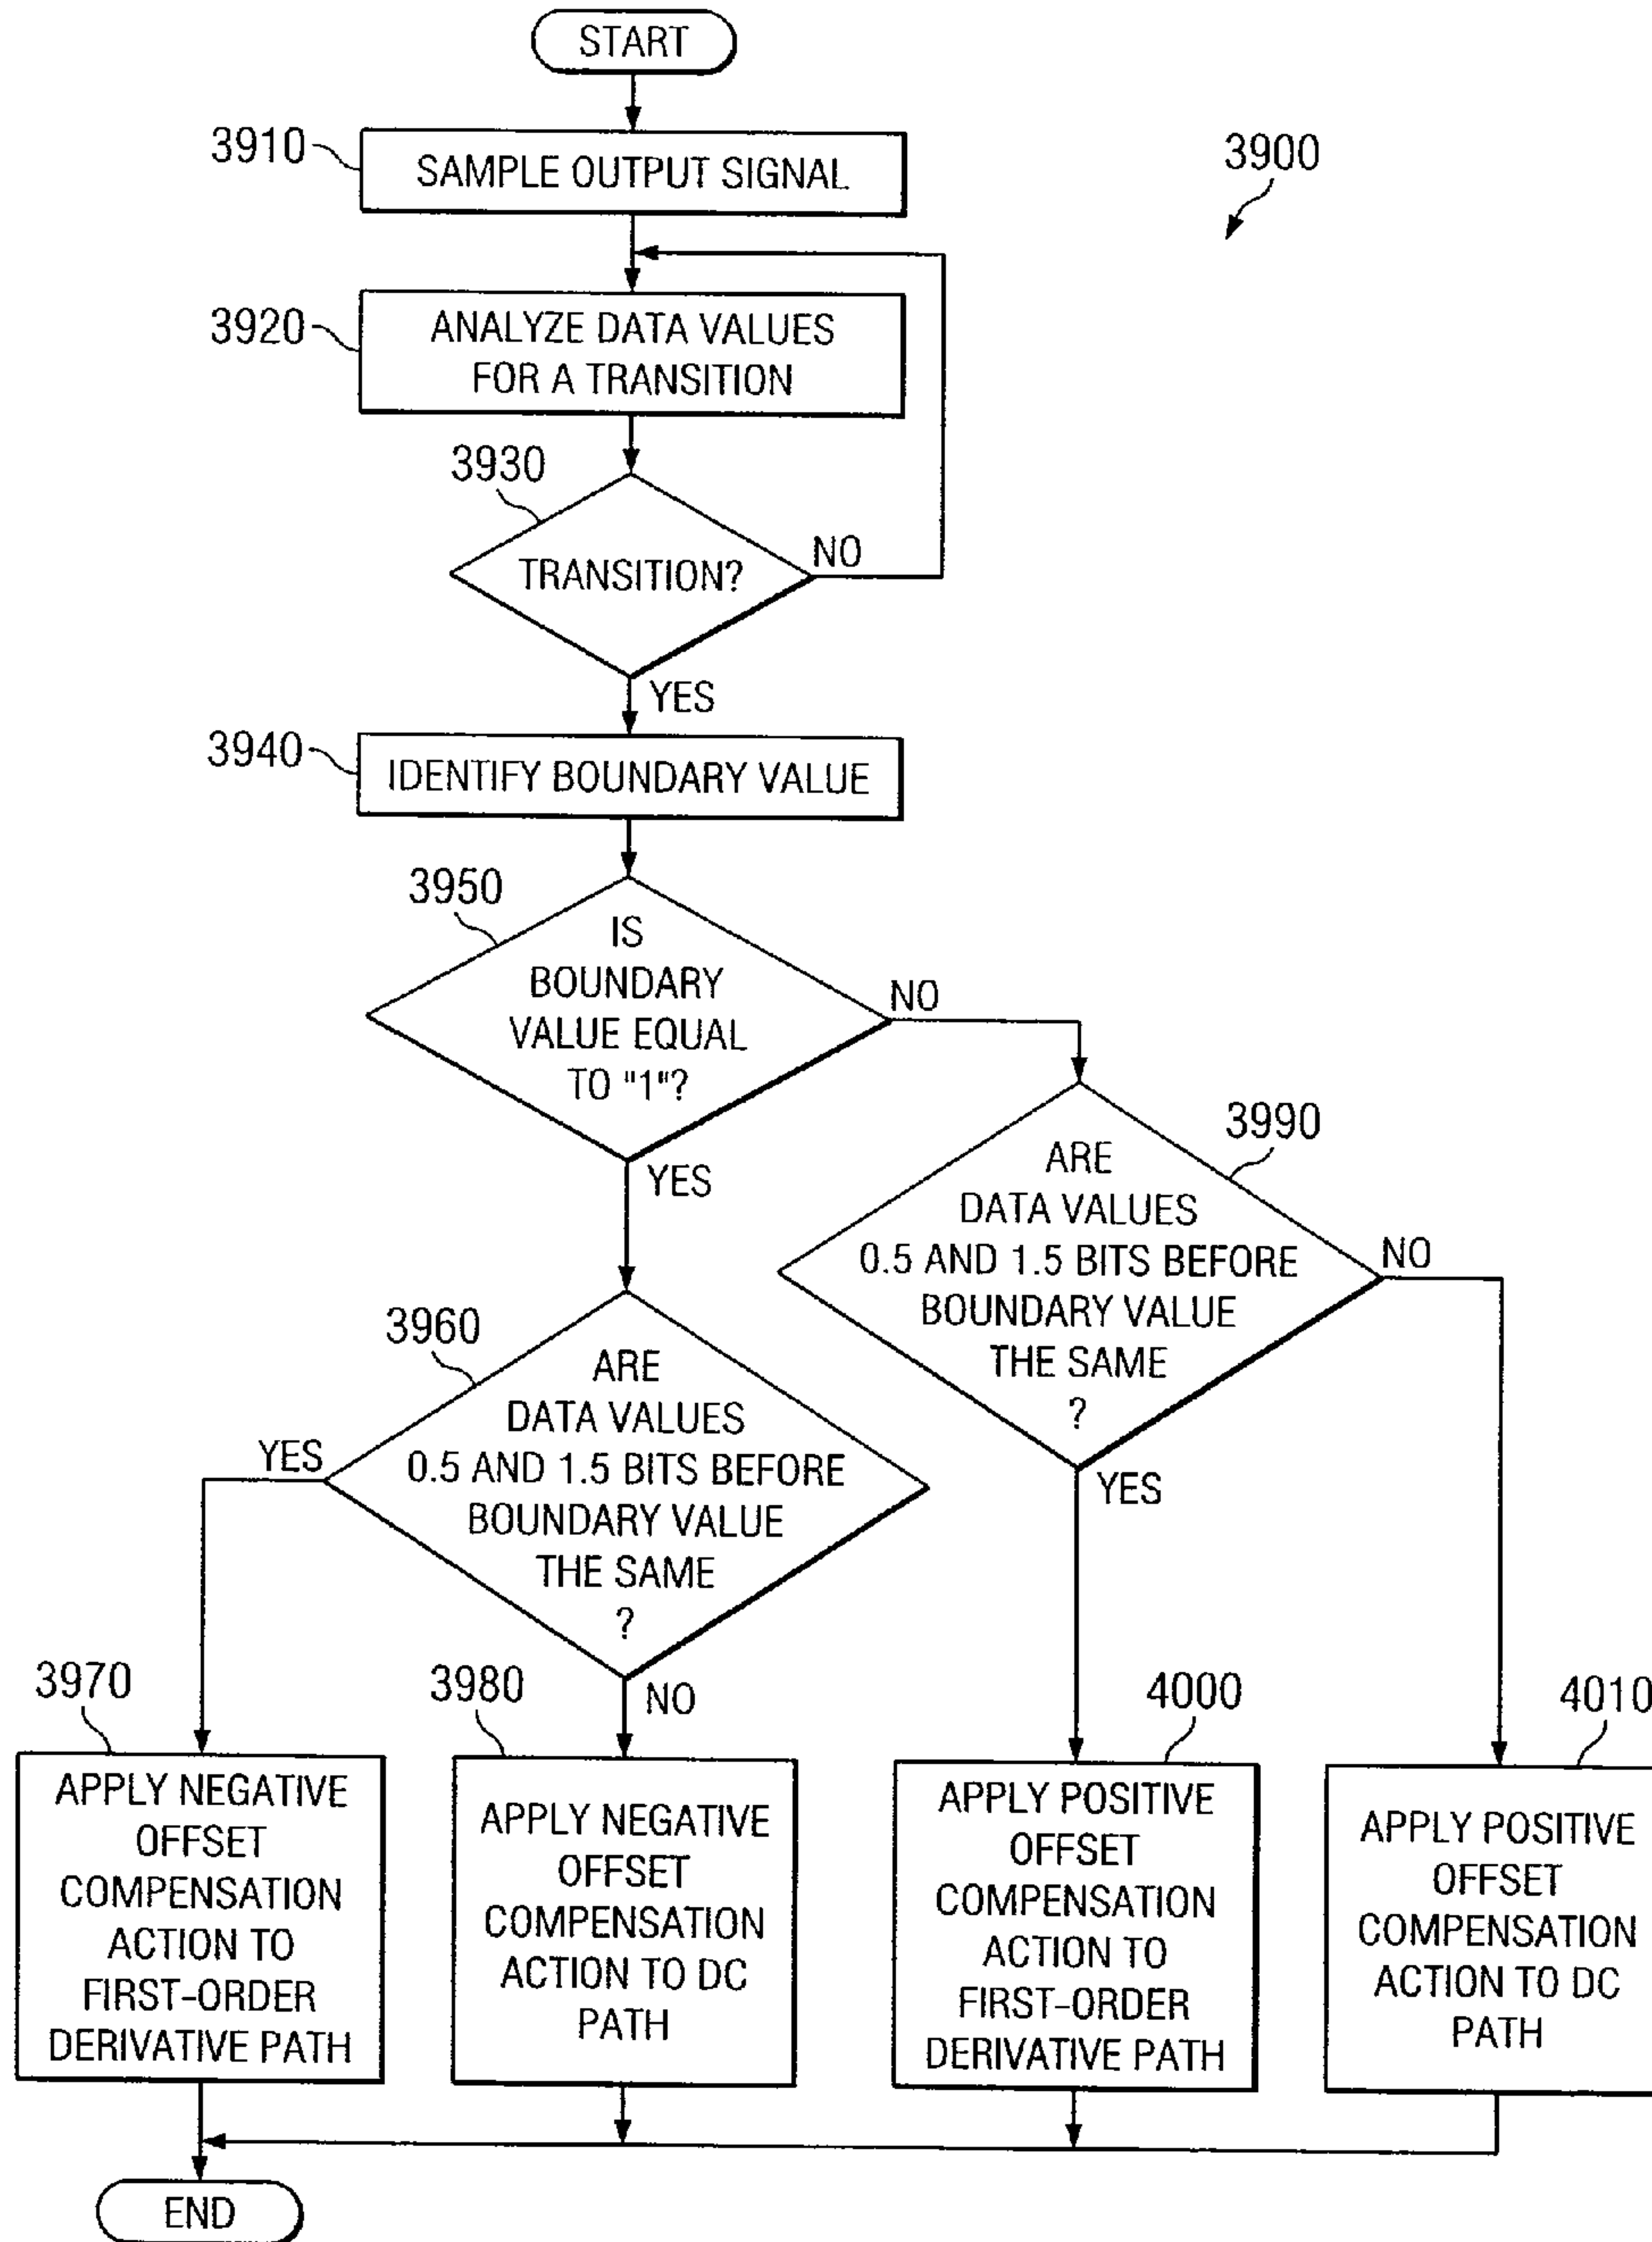 START
3910
SAMPLE OUTPUT SIGNAL
3900
3920
ANALYZE DATA VALUES
FOR A TRANSITION
3930
TRANSITION?
NO
YES
3940
IDENTIFY BOUNDARY VALUE
3950
IS
BOUNDARY
VALUE EQUAL
TO "1"?
NO
YES
3990
ARE
DATA VALUES
0.5 AND 1.5 BITS BEFORE
BOUNDARY VALUE
THE SAME
?
NO
YES
3960
ARE
DATA VALUES
0.5 AND 1.5 BITS BEFORE
BOUNDARY VALUE
THE SAME
?
YES
NO
3970
APPLY NEGATIVE
OFFSET
COMPENSATION
ACTION TO
FIRST-ORDER
DERIVATIVE PATH
3980
APPLY NEGATIVE
OFFSET
COMPENSATION
ACTION TO DC
PATH
4000
APPLY POSITIVE
OFFSET
COMPENSATION
ACTION TO
FIRST-ORDER
DERIVATIVE PATH
4010
APPLY POSITIVE
OFFSET
COMPENSATION
ACTION TO DC
PATH
END